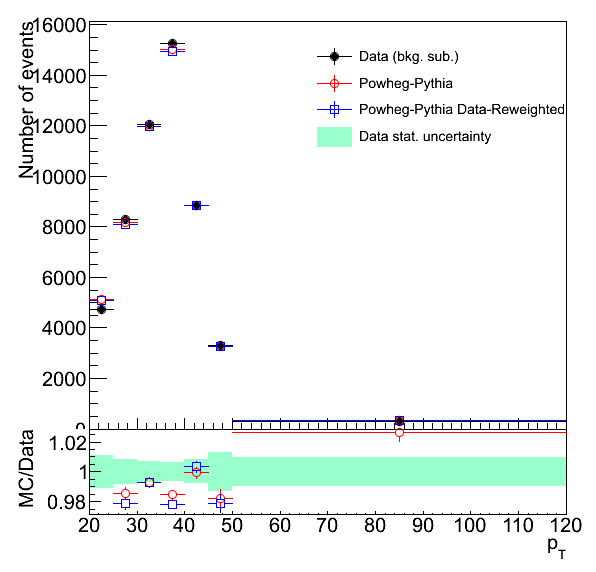 Number of events
16000
14000
12000
10000
8000
6000
4000
2000
Data (bkg. sub.)
Powheg-Pythia
Powheg-Pythia Data-Reweighted
Data stat. uncertainty
MC/Data
1.02
1
0.98
20 30 40 50 60 70 80 90 100 110 120
pT